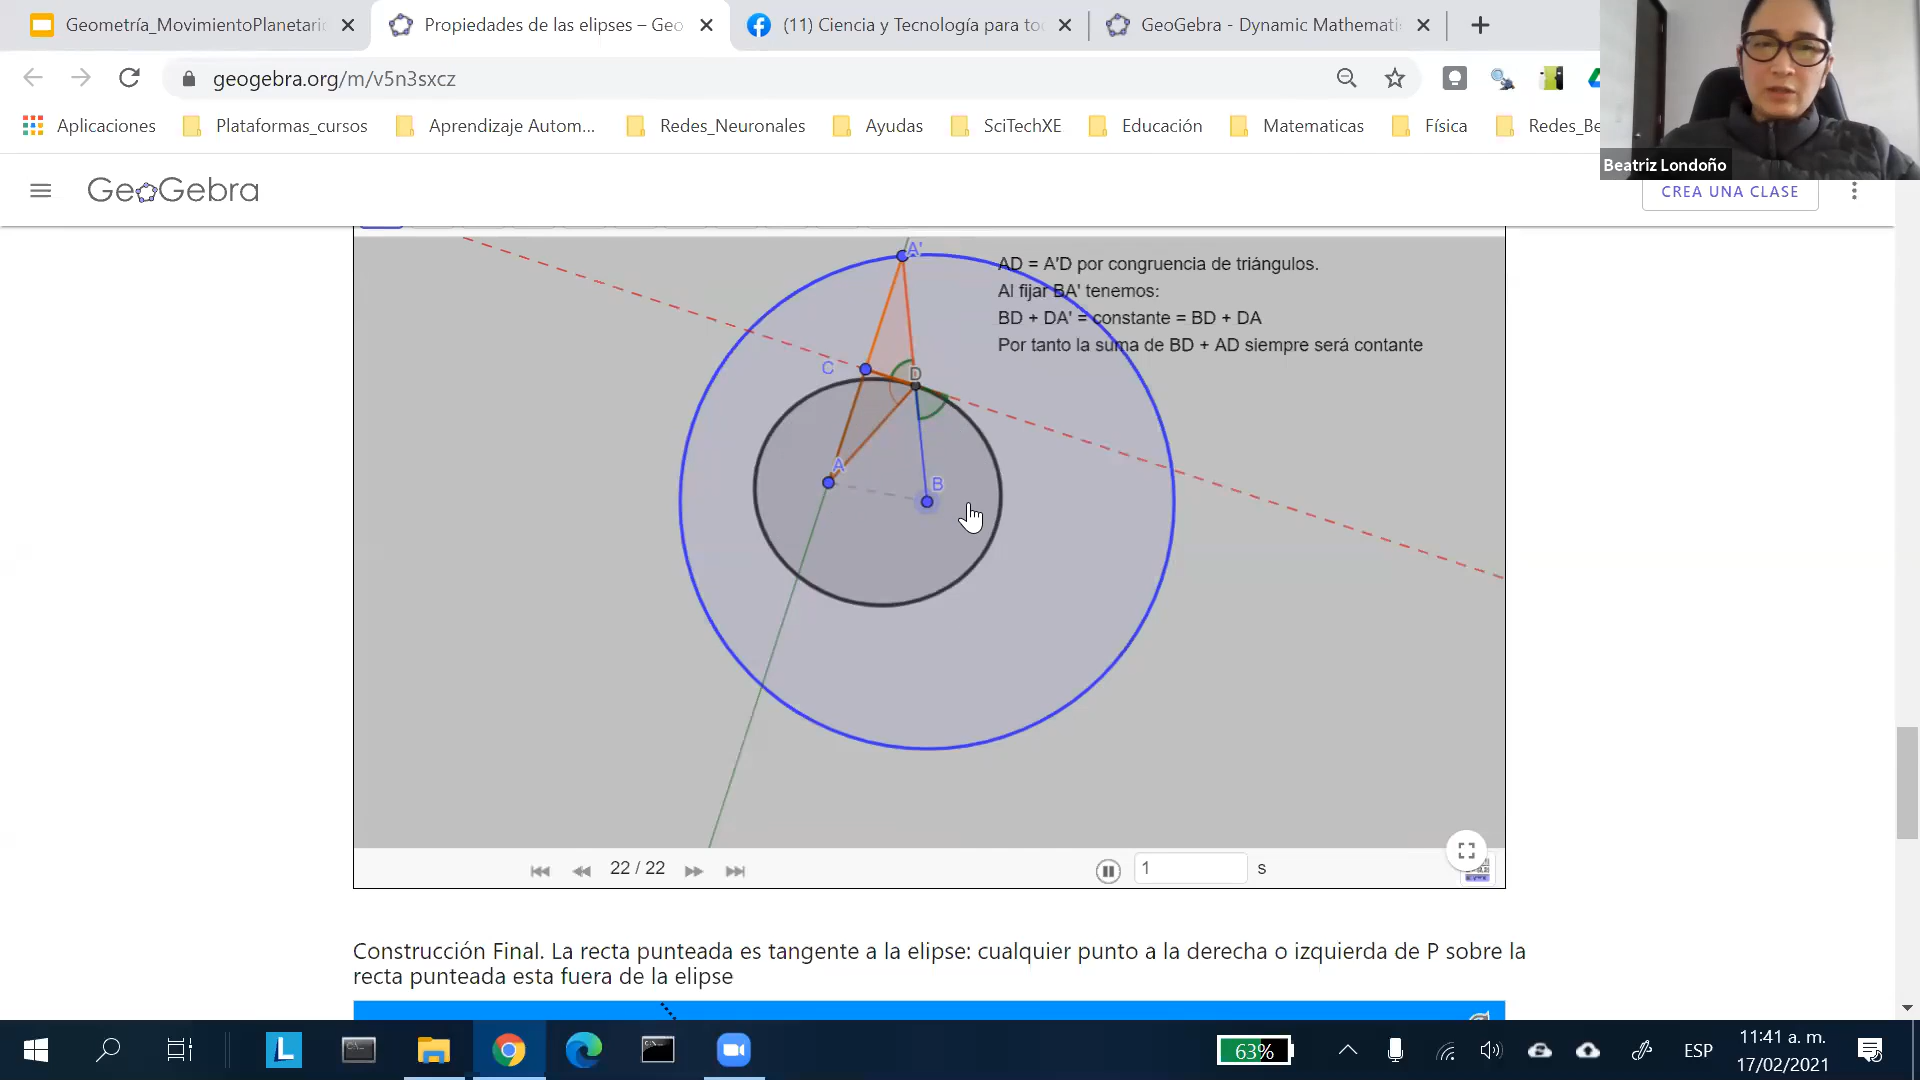 Geometría_MovimientoPlanetari
Propiedades de las elipses – Geo
(11) Ciencia y Tecnología para to
GeoGebra - Dynamic Mathemati
geogebra.org/m/v5n3sxcz
Aplicaciones
Plataformas_cursos
Aprendizaje Autom...
Redes_Neuronales
Ayudas
SciTechXE
Educación
Matematicas
Física
Redes_Be
Beatriz Londoño
GeoGebra
CREA UNA CLASE
A'
AD = A'D por congruencia de triángulos.
Al fijar BA' tenemos:
BD + DA' = constante = BD + DA
Por tanto la suma de BD + AD siempre será contante
C
D
A
B
22 / 22
1
s
Construcción Final. La recta punteada es tangente a la elipse: cualquier punto a la derecha o izquierda de P sobre la
recta punteada esta fuera de la elipse
L
63%
ESP
11:41 a. m.
17/02/2021